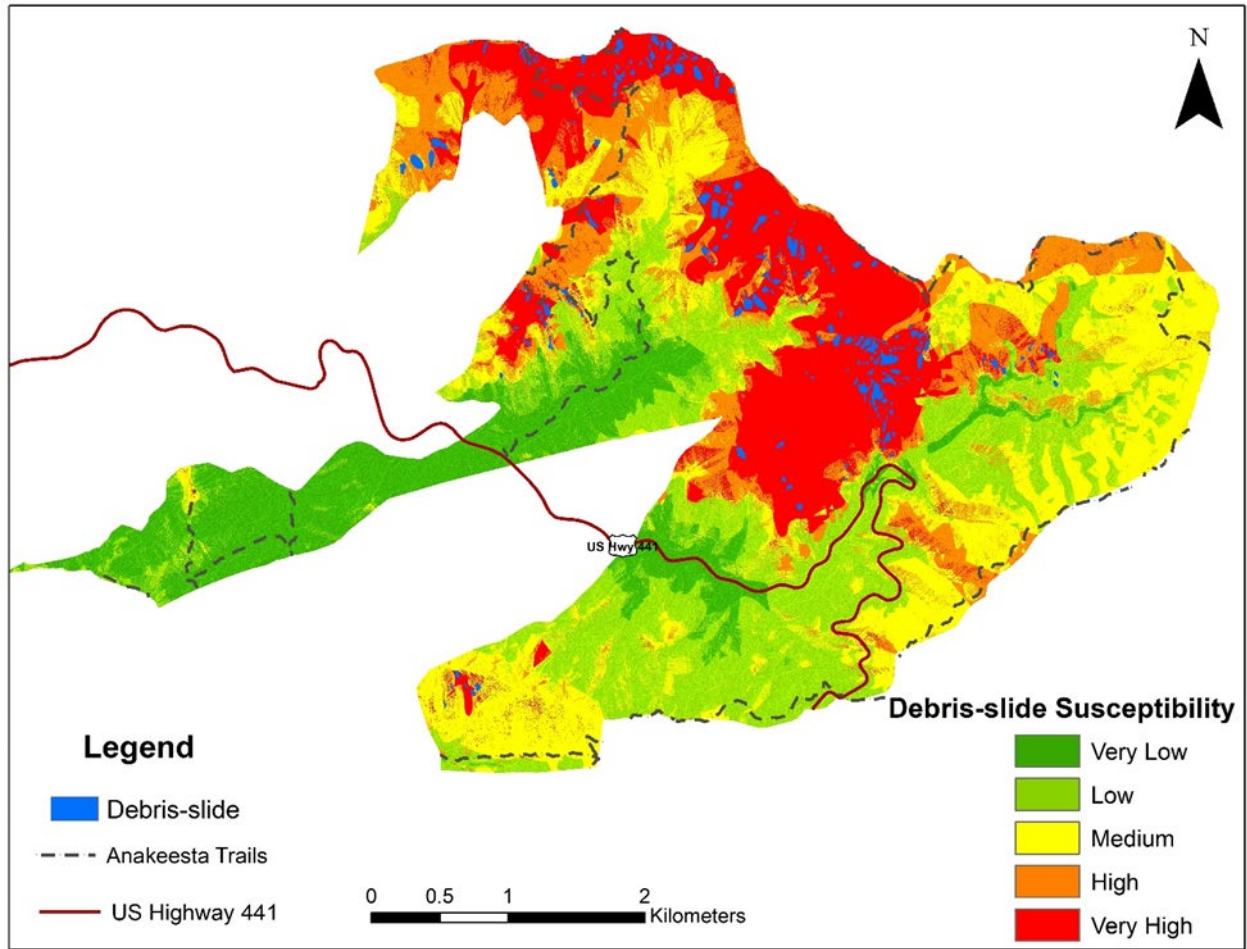 N
US Hwy 441
Legend
Debris-slide
Anakeesta Trails
US Highway 441
0 0.5 1 2
Kilometers
Debris-slide Susceptibility
Very Low
Low
Medium
High
Very High